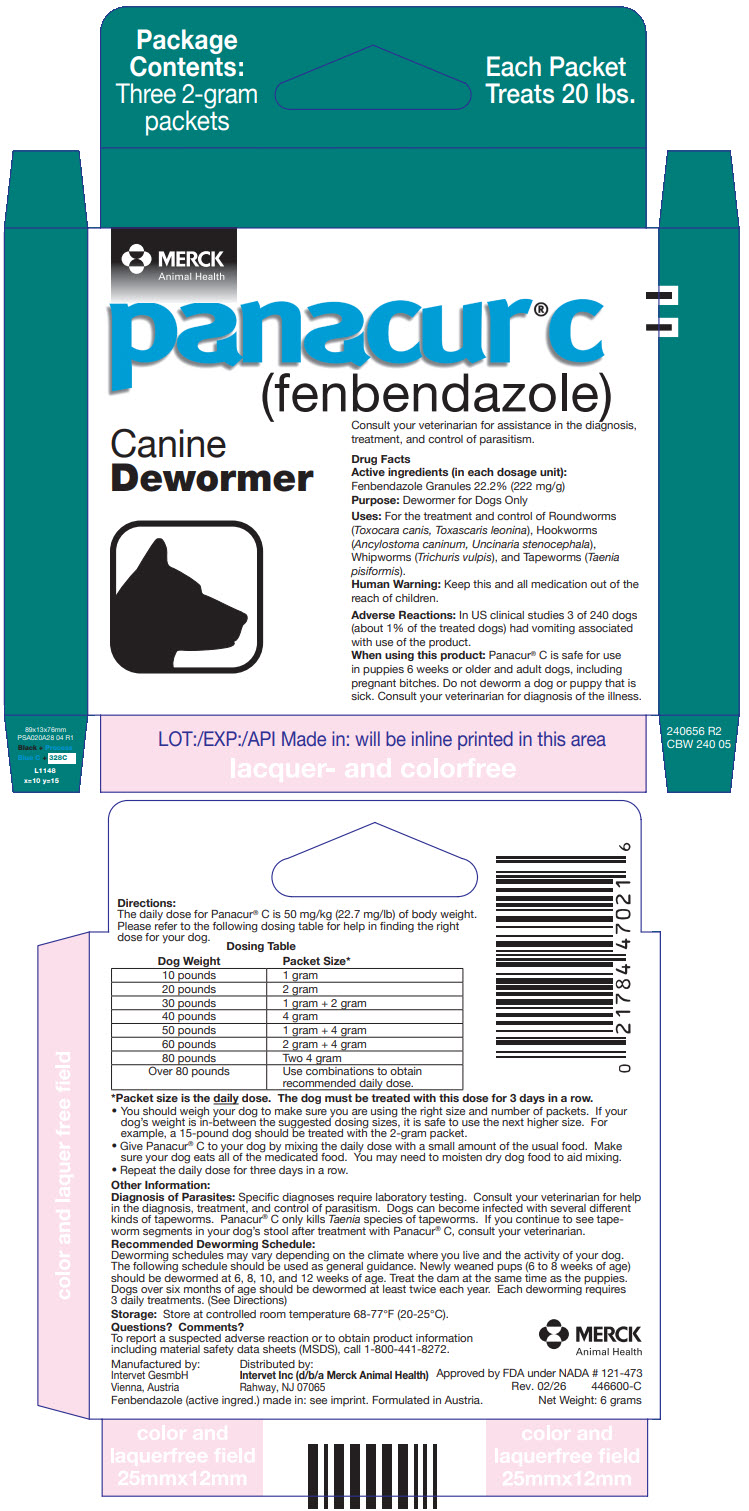 Package
Contents:
Three 2-gram
packets
Each Packet
Treats 20 lbs.
MERCK
Animal Health
panacur® c
(fenbendazole)
Canine
Dewormer
Consult your veterinarian for assistance in the diagnosis,
treatment, and control of parasitism.
Drug Facts
Active ingredients (in each dosage unit):
Fenbendazole Granules 22.2% (222 mg/g)
Purpose: Dewormer for Dogs Only
Uses: For the treatment and control of Roundworms
(Toxocara canis, Toxascaris leonina), Hookworms
(Ancylostoma caninum, Uncinaria stenocephala),
Whipworms (Trichuris vulpis), and Tapeworms (Taenia
pisiformis).
Human Warning: Keep this and all medication out of the
reach of children.
Adverse Reactions: In US clinical studies 3 of 240 dogs
(about 1% of the treated dogs) had vomiting associated
with use of the product.
When using this product: Panacur® C is safe for use
in puppies 6 weeks or older and adult dogs, including
pregnant bitches. Do not deworm a dog or puppy that is
sick. Consult your veterinarian for diagnosis of the illness.
89x13x76mm
PSA020A28 04 R1
Black + Process
Blue C + 328C
L1148
x=10 y=15
LOT:/EXP:/API Made in: will be inline printed in this area
lacquer- and colorfree
240656 R2
CBW 240 05
Directions:
The daily dose for Panacur® C is 50 mg/kg (22.7 mg/lb) of body weight.
Please refer to the following dosing table for help in finding the right
dose for your dog.
Dosing Table
Dog Weight Packet Size*
10 pounds 1 gram
20 pounds 2 gram
30 pounds 1 gram + 2 gram
40 pounds 4 gram
50 pounds 1 gram + 4 gram
60 pounds 2 gram + 4 gram
80 pounds Two 4 gram
Over 80 pounds Use combinations to obtain
recommended daily dose.
0 21784 47021 6
*Packet size is the daily dose. The dog must be treated with this dose for 3 days in a row.
• You should weigh your dog to make sure you are using the right size and number of packets. If your
dog's weight is in-between the suggested dosing sizes, it is safe to use the next higher size. For
example, a 15-pound dog should be treated with the 2-gram packet.
• Give Panacur® C to your dog by mixing the daily dose with a small amount of the usual food. Make
sure your dog eats all of the medicated food. You may need to moisten dry dog food to aid mixing.
• Repeat the daily dose for three days in a row.
Other Information:
Diagnosis of Parasites: Specific diagnoses require laboratory testing. Consult your veterinarian for help
in the diagnosis, treatment, and control of parasitism. Dogs can become infected with several different
kinds of tapeworms. Panacur® C only kills Taenia species of tapeworms. If you continue to see tape-
worm segments in your dog's stool after treatment with Panacur® C, consult your veterinarian.
Recommended Deworming Schedule:
Deworming schedules may vary depending on the climate where you live and the activity of your dog.
The following schedule should be used as general guidance. Newly weaned pups (6 to 8 weeks of age)
should be dewormed at 6, 8, 10, and 12 weeks of age. Treat the dam at the same time as the puppies.
Dogs over six months of age should be dewormed at least twice each year. Each deworming requires
3 daily treatments. (See Directions)
Storage: Store at controlled room temperature 68-77°F (20-25°C).
Questions? Comments?
To report a suspected adverse reaction or to obtain product information
including material safety data sheets (MSDS), call 1-800-441-8272.
MERCK
Animal Health
Manufactured by:
Intervet GesmbH
Vienna, Austria
Distributed by:
Intervet Inc (d/b/a Merck Animal Health)
Rahway, NJ 07065
Approved by FDA under NADA # 121-473
Rev. 02/26 446600-C
Fenbendazole (active ingred.) made in: see imprint. Formulated in Austria.
Net Weight: 6 grams
color and laquer free field
color and
laquerfree field
25mmx12mm
color and
laquerfree field
25mmx12mm